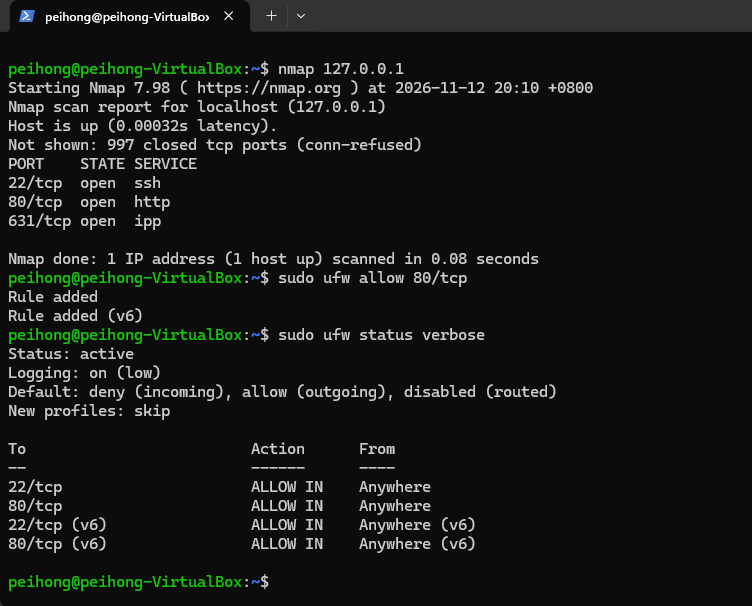 peihong@peihong-VirtualBox
peihong@peihong-VirtualBox:~$ nmap 127.0.0.1
Starting Nmap 7.98 ( https://nmap.org ) at 2026-11-12 20:10 +0800
Nmap scan report for localhost (127.0.0.1)
Host is up (0.00032s latency).
Not shown: 997 closed tcp ports (conn-refused)
PORT    STATE SERVICE
22/tcp  open  ssh
80/tcp  open  http
631/tcp open  ipp
Nmap done: 1 IP address (1 host up) scanned in 0.08 seconds
peihong@peihong-VirtualBox:~$ sudo ufw allow 80/tcp
Rule added
Rule added (v6)
peihong@peihong-VirtualBox:~$ sudo ufw status verbose
Status: active
Logging: on (low)
Default: deny (incoming), allow (outgoing), disabled (routed)
New profiles: skip
To                         Action      From
--                         ------      ----
22/tcp                     ALLOW IN    Anywhere
80/tcp                     ALLOW IN    Anywhere
22/tcp (v6)                ALLOW IN    Anywhere (v6)
80/tcp (v6)                ALLOW IN    Anywhere (v6)
peihong@peihong-VirtualBox:~$